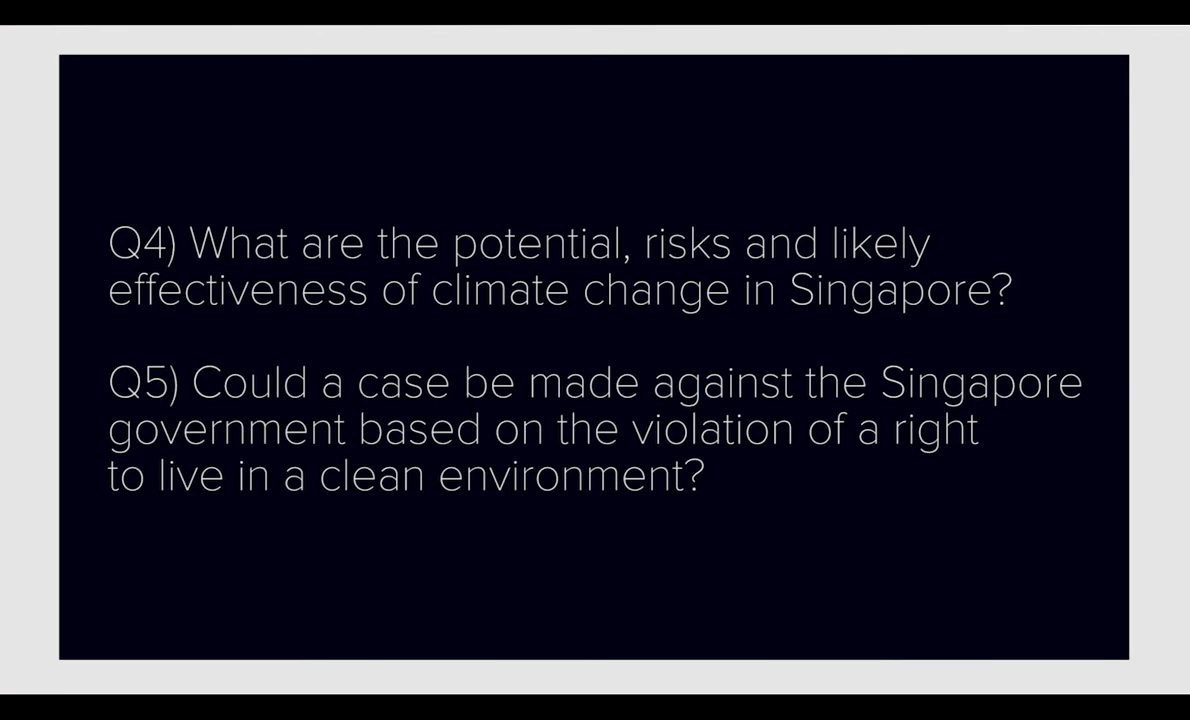 Q4) What are the potential, risks and likely
effectiveness of climate change in Singapore?
Q5) Could a case be made against the Singapore
government based on the violation of a right
to live in a clean environment?